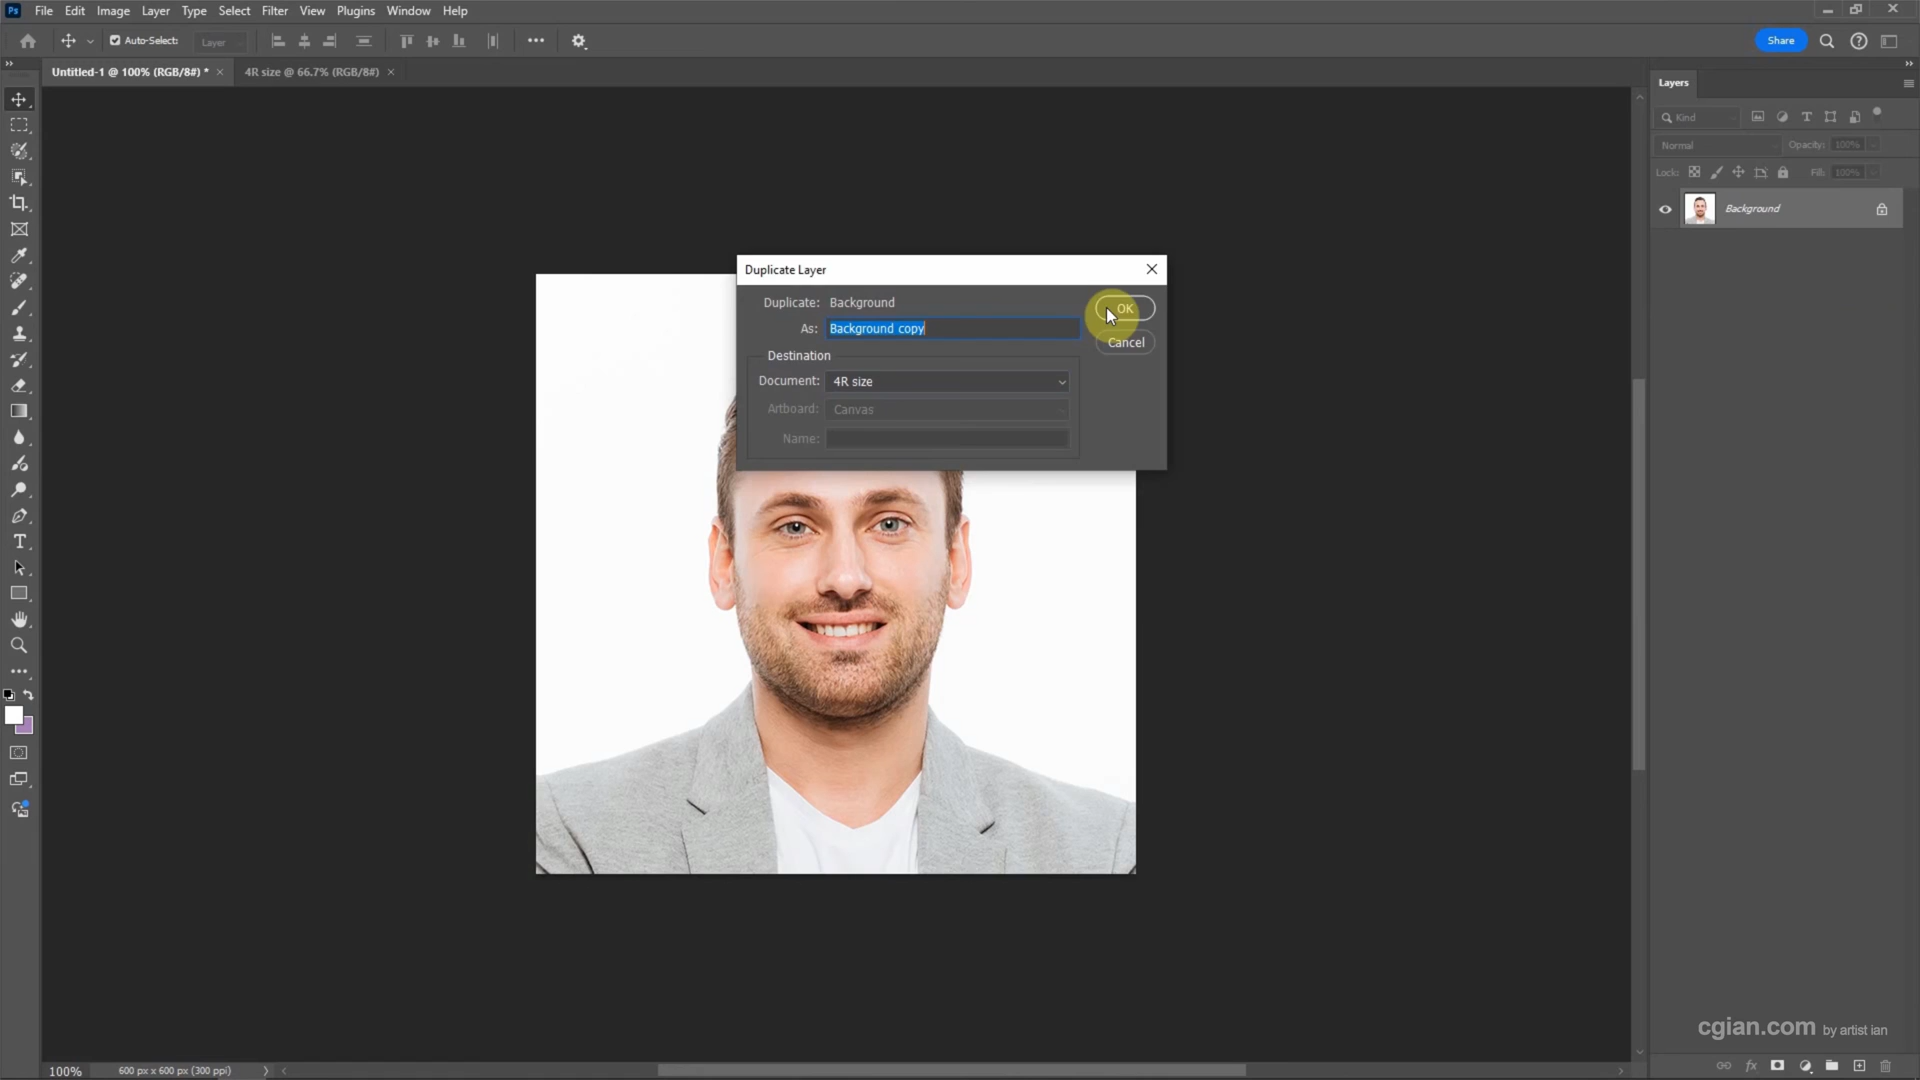 Ps File Edit Image Layer Type Select Filter View Plugins Window Help
Auto-Select: Layer Share
Untitled-1 @ 100% (RGB/8#) * 4R size @ 66.7% (RGB/8#)
Layers
Kind
Normal Opacity: 100%
Lock: Fill: 100%
Background
Duplicate Layer
Duplicate: Background
OK
As: Background copy
Cancel
Destination
Document: 4R size
Artboard: Canvas
Name:
cgian.com by artist ian
100% 600 px x 600 px (300 ppi)